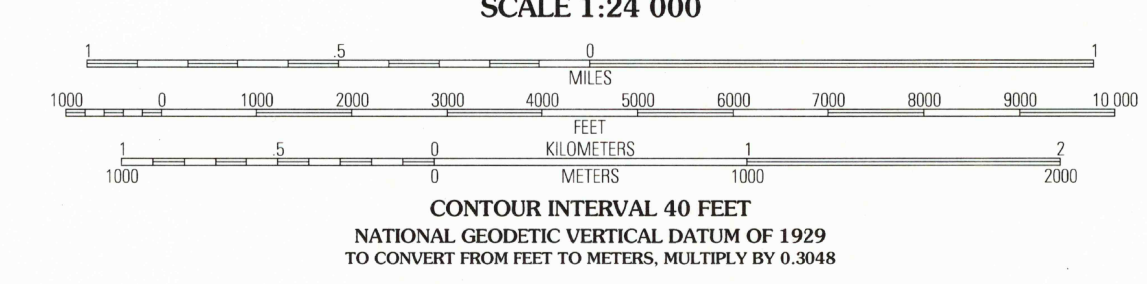 SCALE 1:24 000
1 .5 0 1
MILES
1000 0 1000 2000 3000 4000 5000 6000 7000 8000 9000 10 000
FEET
1 .5 0 KILOMETERS 1 2
1000 0 METERS 1000 2000
CONTOUR INTERVAL 40 FEET
NATIONAL GEODETIC VERTICAL DATUM OF 1929
TO CONVERT FROM FEET TO METERS, MULTIPLY BY 0.3048